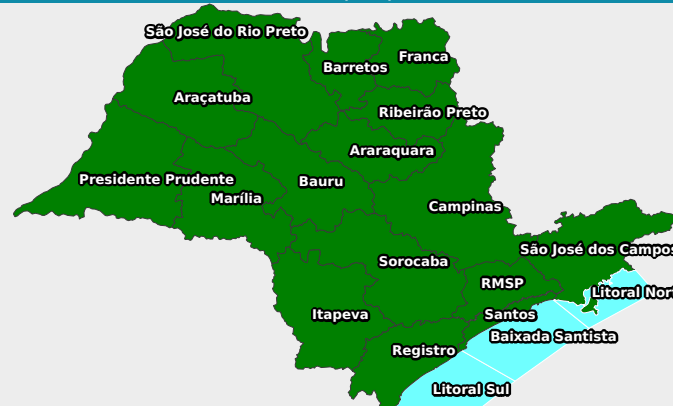 São José do Rio Preto
Franca
Barretos
Araçatuba
Ribeirão Preto
Araraquara
Presidente Prudente
Bauru
Marília
Campinas
São José dos Campos
Sorocaba
RMSP
Litoral Nort
Itapeva
Santos
Baixada Santista
Registro
Litoral Sul